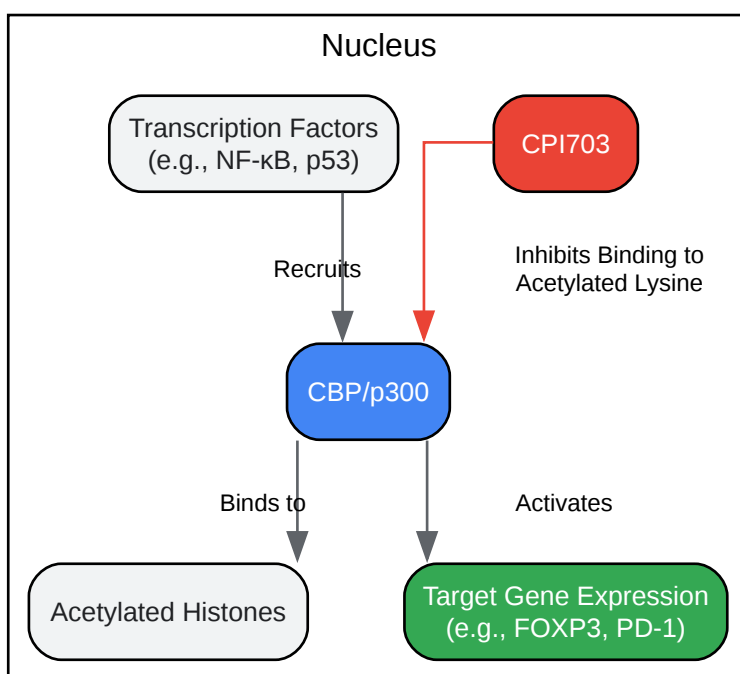 Nucleus
Transcription Factors
(e.g., NF-κB, p53)
CPI703
Recruits
Inhibits Binding to
Acetylated Lysine
CBP/p300
Binds to
Activates
Acetylated Histones
Target Gene Expression
(e.g., FOXP3, PD-1)